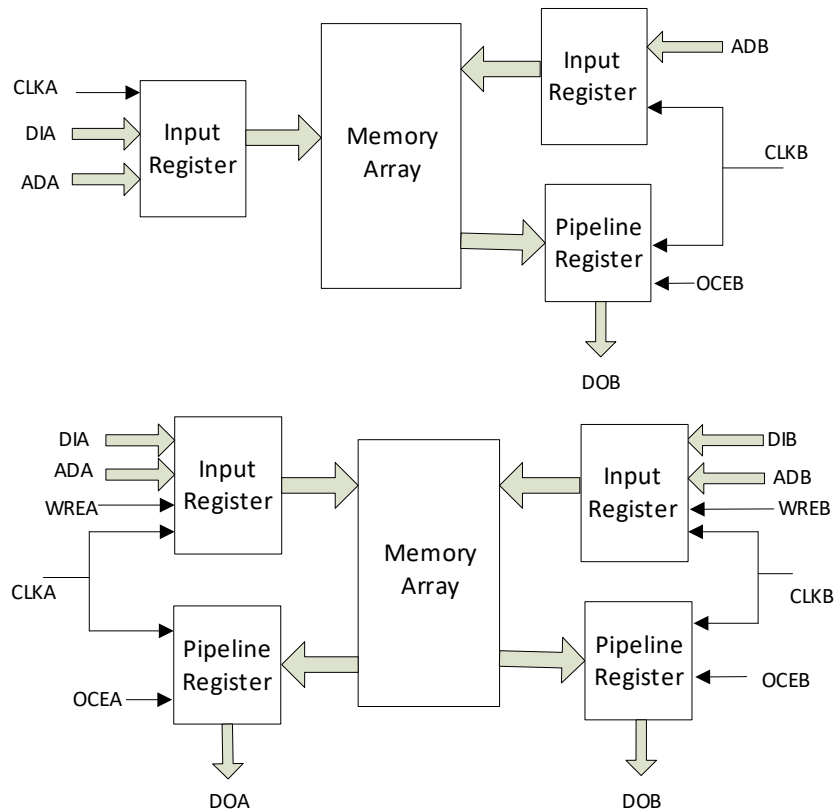 CLKA
DIA
ADA
Input
Register
Memory
Array
Input
Register
ADB
CLKB
Pipeline
Register
OCEB
DOB
DIA
ADA
WREA
CLKA
OCEA
Input
Register
Pipeline
Register
DOA
Memory
Array
Input
Register
DIB
ADB
WREB
CLKB
Pipeline
Register
OCEB
DOB